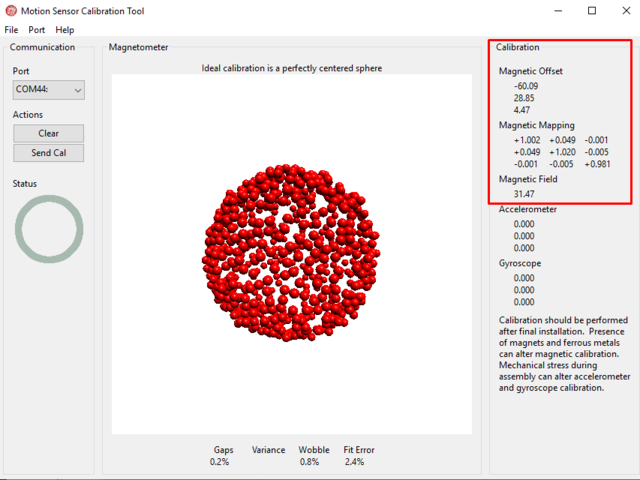 Motion Sensor Calibration Tool
File Port Help
Communication
Port
COM44:
Actions
Clear
Send Cal
Status
Magnetometer
Ideal calibration is a perfectly centered sphere
Gaps Variance Wobble Fit Error
0.2% 0.8% 2.4%
Calibration
Magnetic Offset
-60.09
28.85
4.47
Magnetic Mapping
+1.002 +0.049 -0.001
+0.049 +1.020 -0.005
-0.001 -0.005 +0.981
Magnetic Field
31.47
Accelerometer
0.000
0.000
0.000
Gyroscope
0.000
0.000
0.000
Calibration should be performed
after final installation. Presence
of magnets and ferrous metals
can alter magnetic calibration.
Mechanical stress during
assembly can alter accelerometer
and gyroscope calibration.